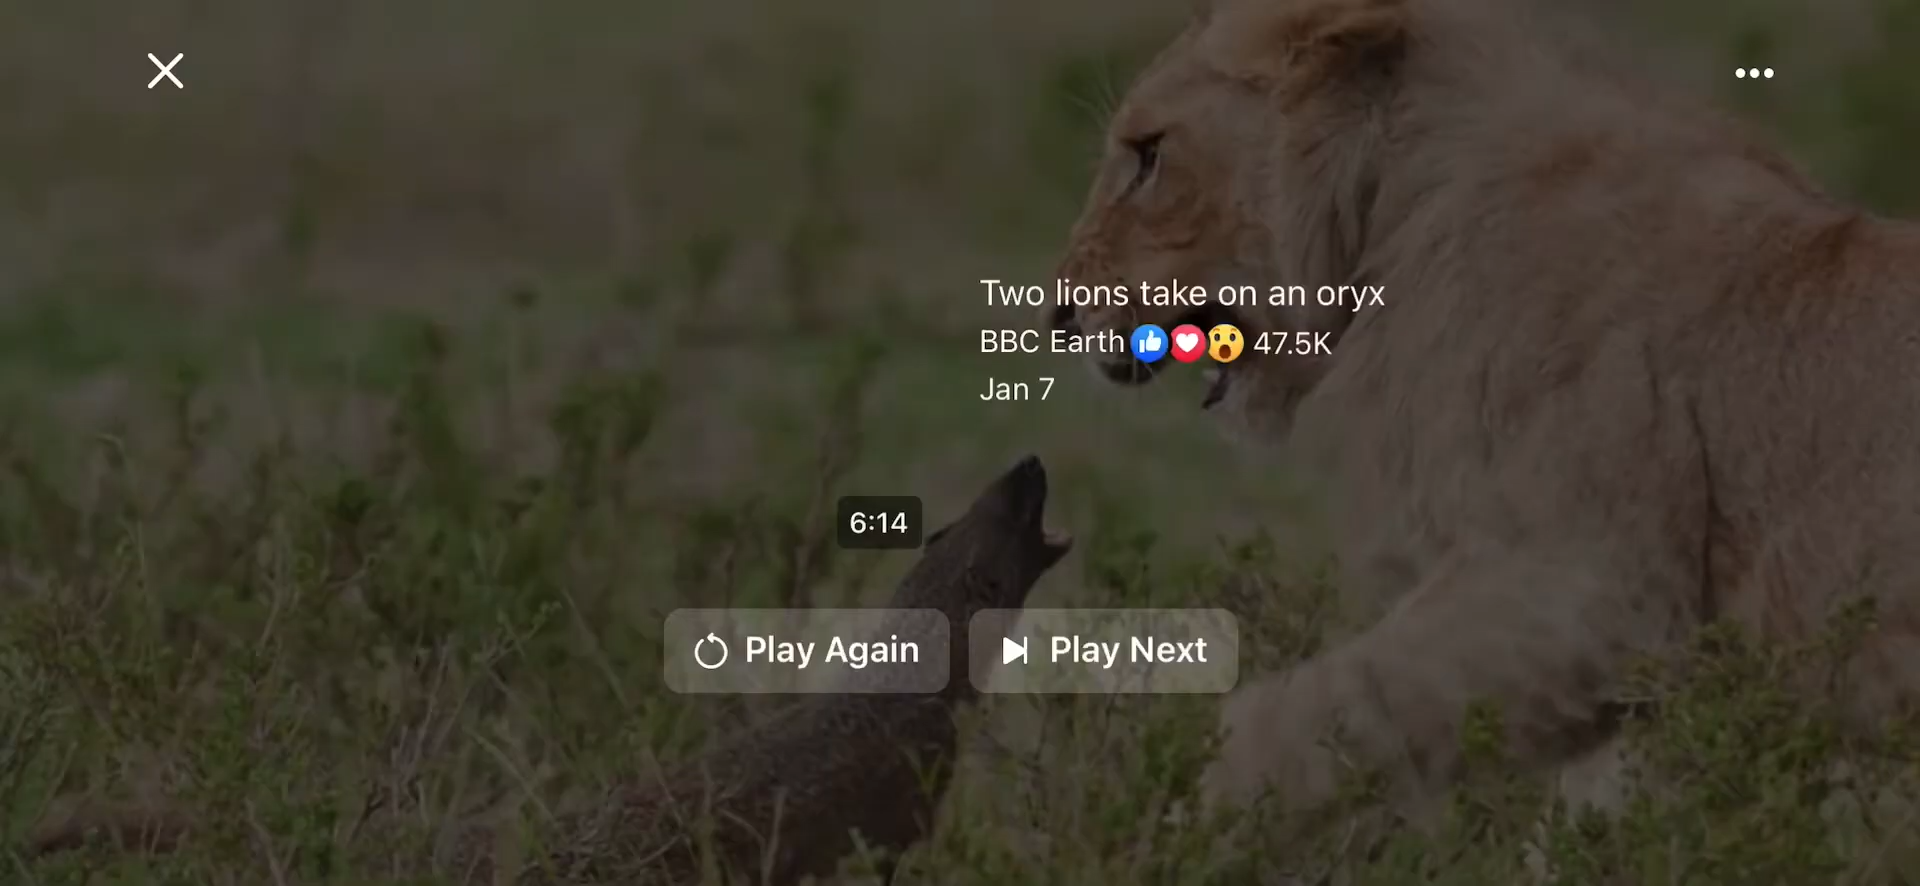 Two lions take on an oryx
BBC Earth 47.5K
Jan 7
6:14
Play Again
Play Next